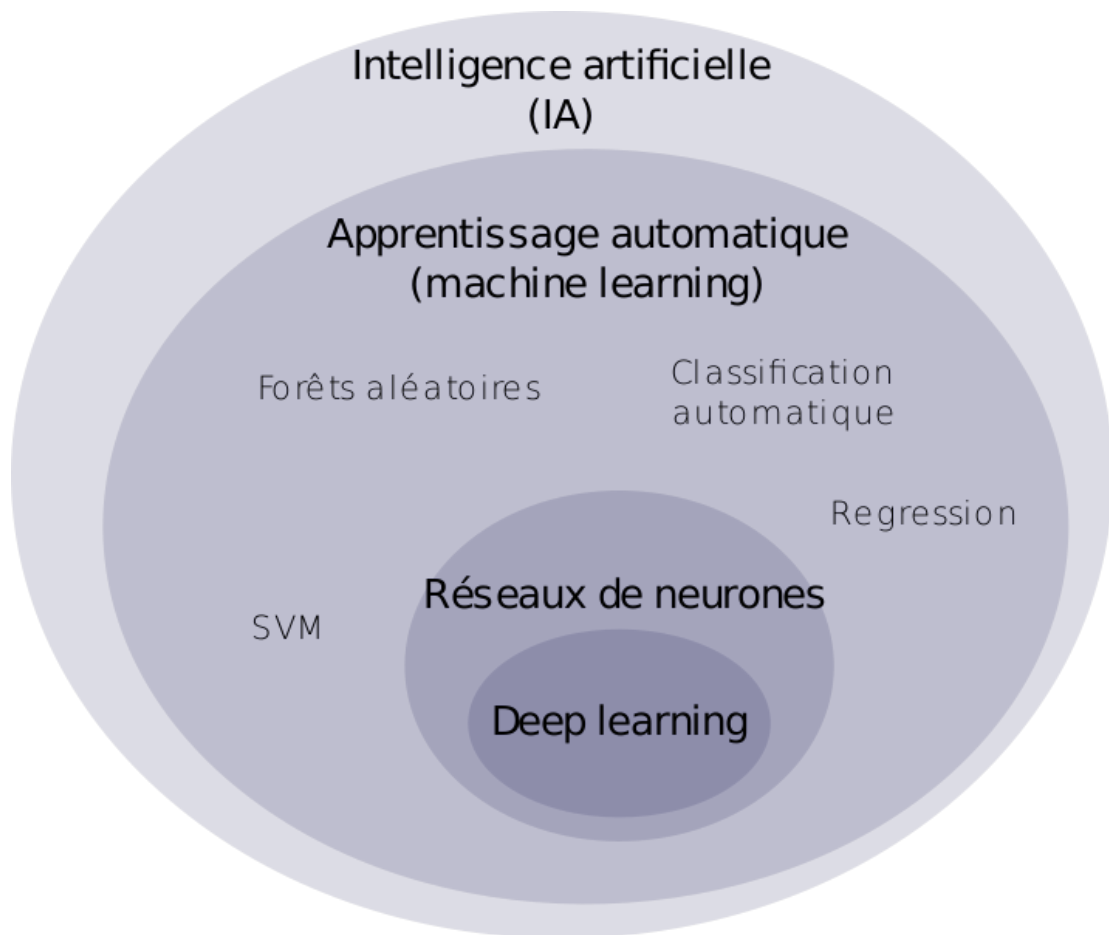 Intelligence artificielle
(IA)
Apprentissage automatique
(machine learning)
Forêts aléatoires
Classification
automatique
Regression
Réseaux de neurones
SVM
Deep learning